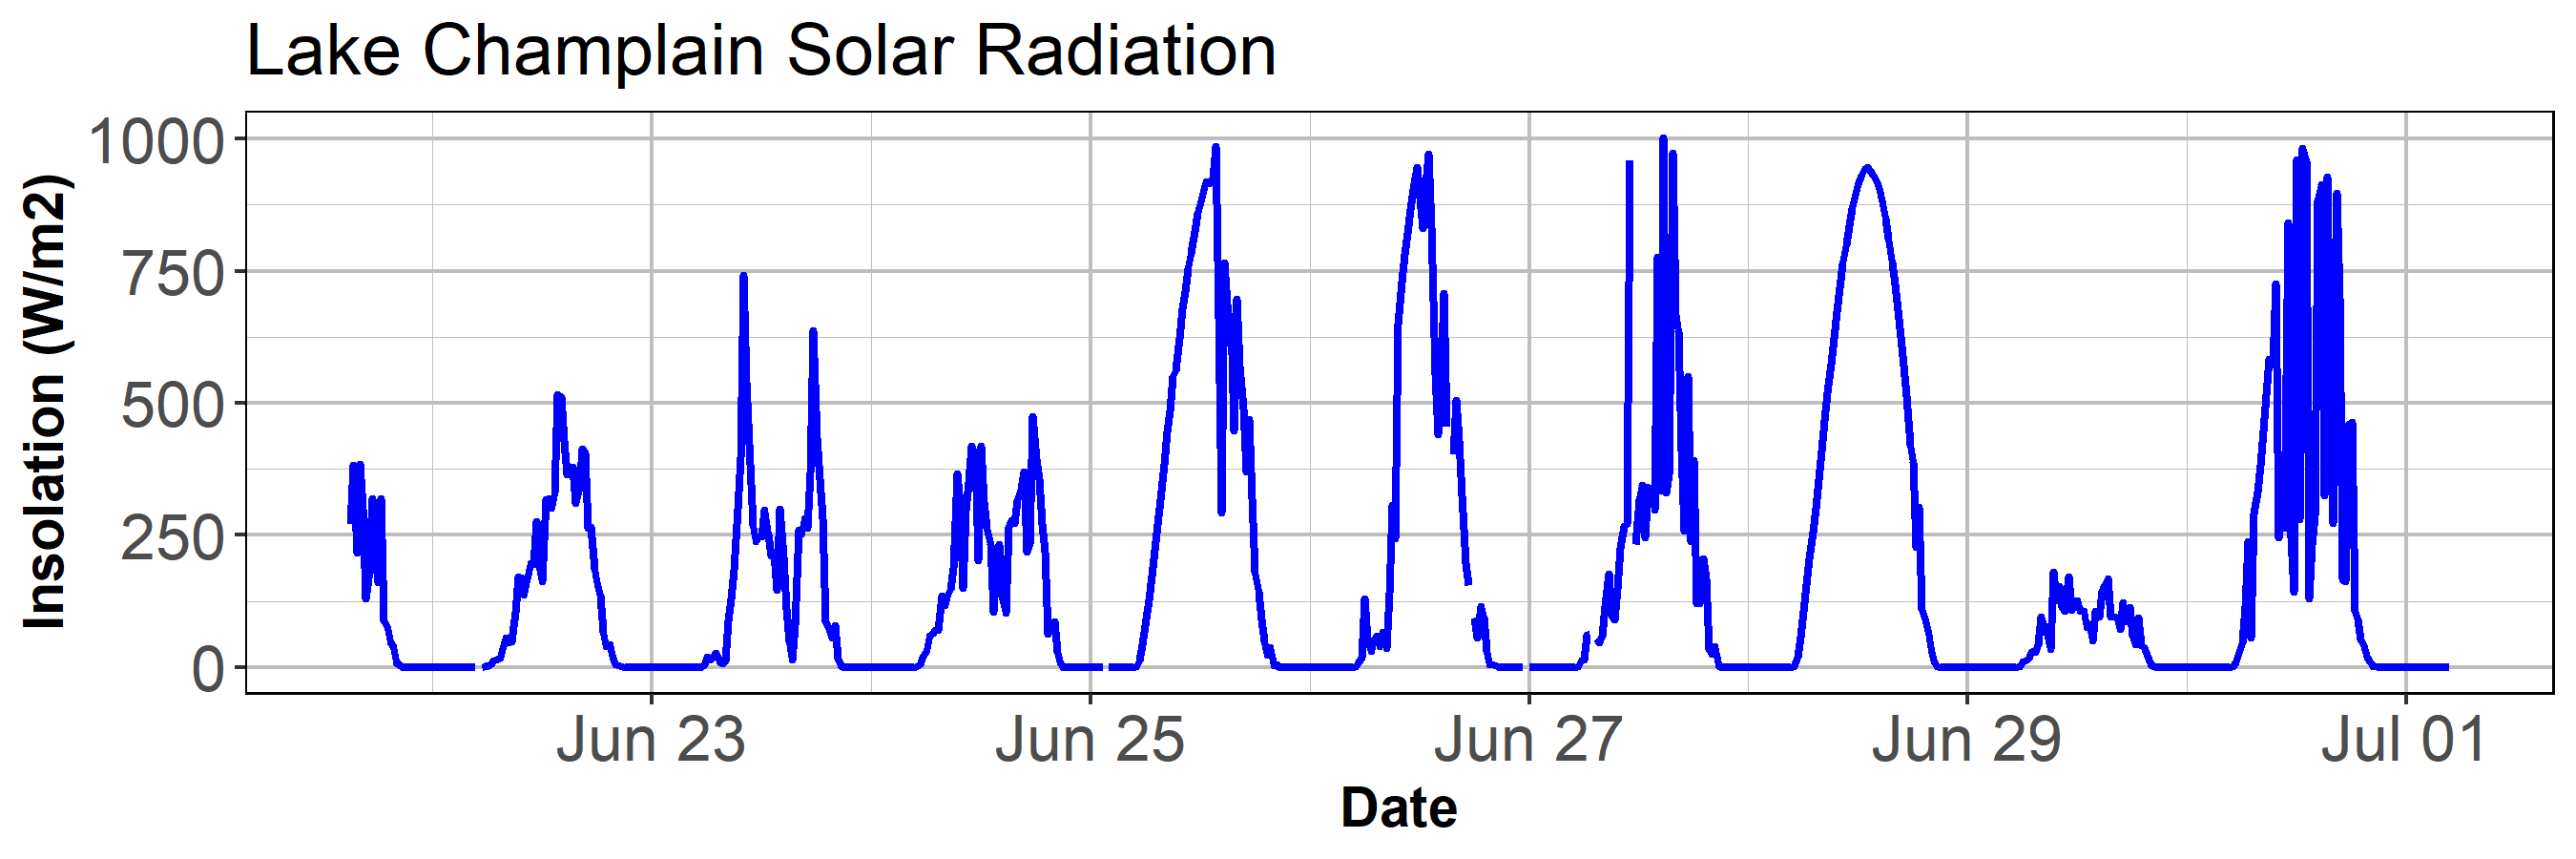 Lake Champlain Solar Radiation
Insolation (W/m2)
1000
750
500
250
0
Jun 23 Jun 25 Jun 27 Jun 29 Jul 01
Date